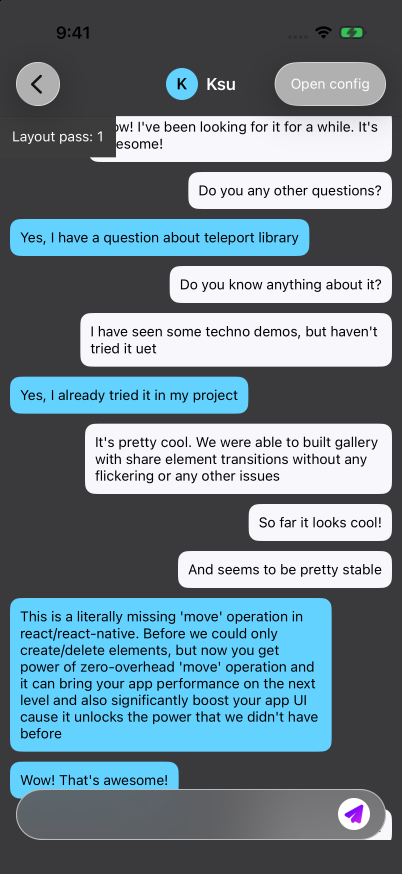 9:41
K Ksu
Open config
Layout pass: 1
I've been looking for it for a while. It's
Do you any other questions?
Yes, I have a question about teleport library
Do you know anything about it?
I have seen some techno demos, but haven't
tried it uet
Yes, I already tried it in my project
It's pretty cool. We were able to built gallery
with share element transitions without any
flickering or any other issues
So far it looks cool!
And seems to be pretty stable
This is a literally missing 'move' operation in
react/react-native. Before we could only
create/delete elements, but now you get
power of zero-overhead 'move' operation and
it can bring your app performance on the next
level and also significantly boost your app UI
cause it unlocks the power that we didn't have
before
Wow! That's awesome!